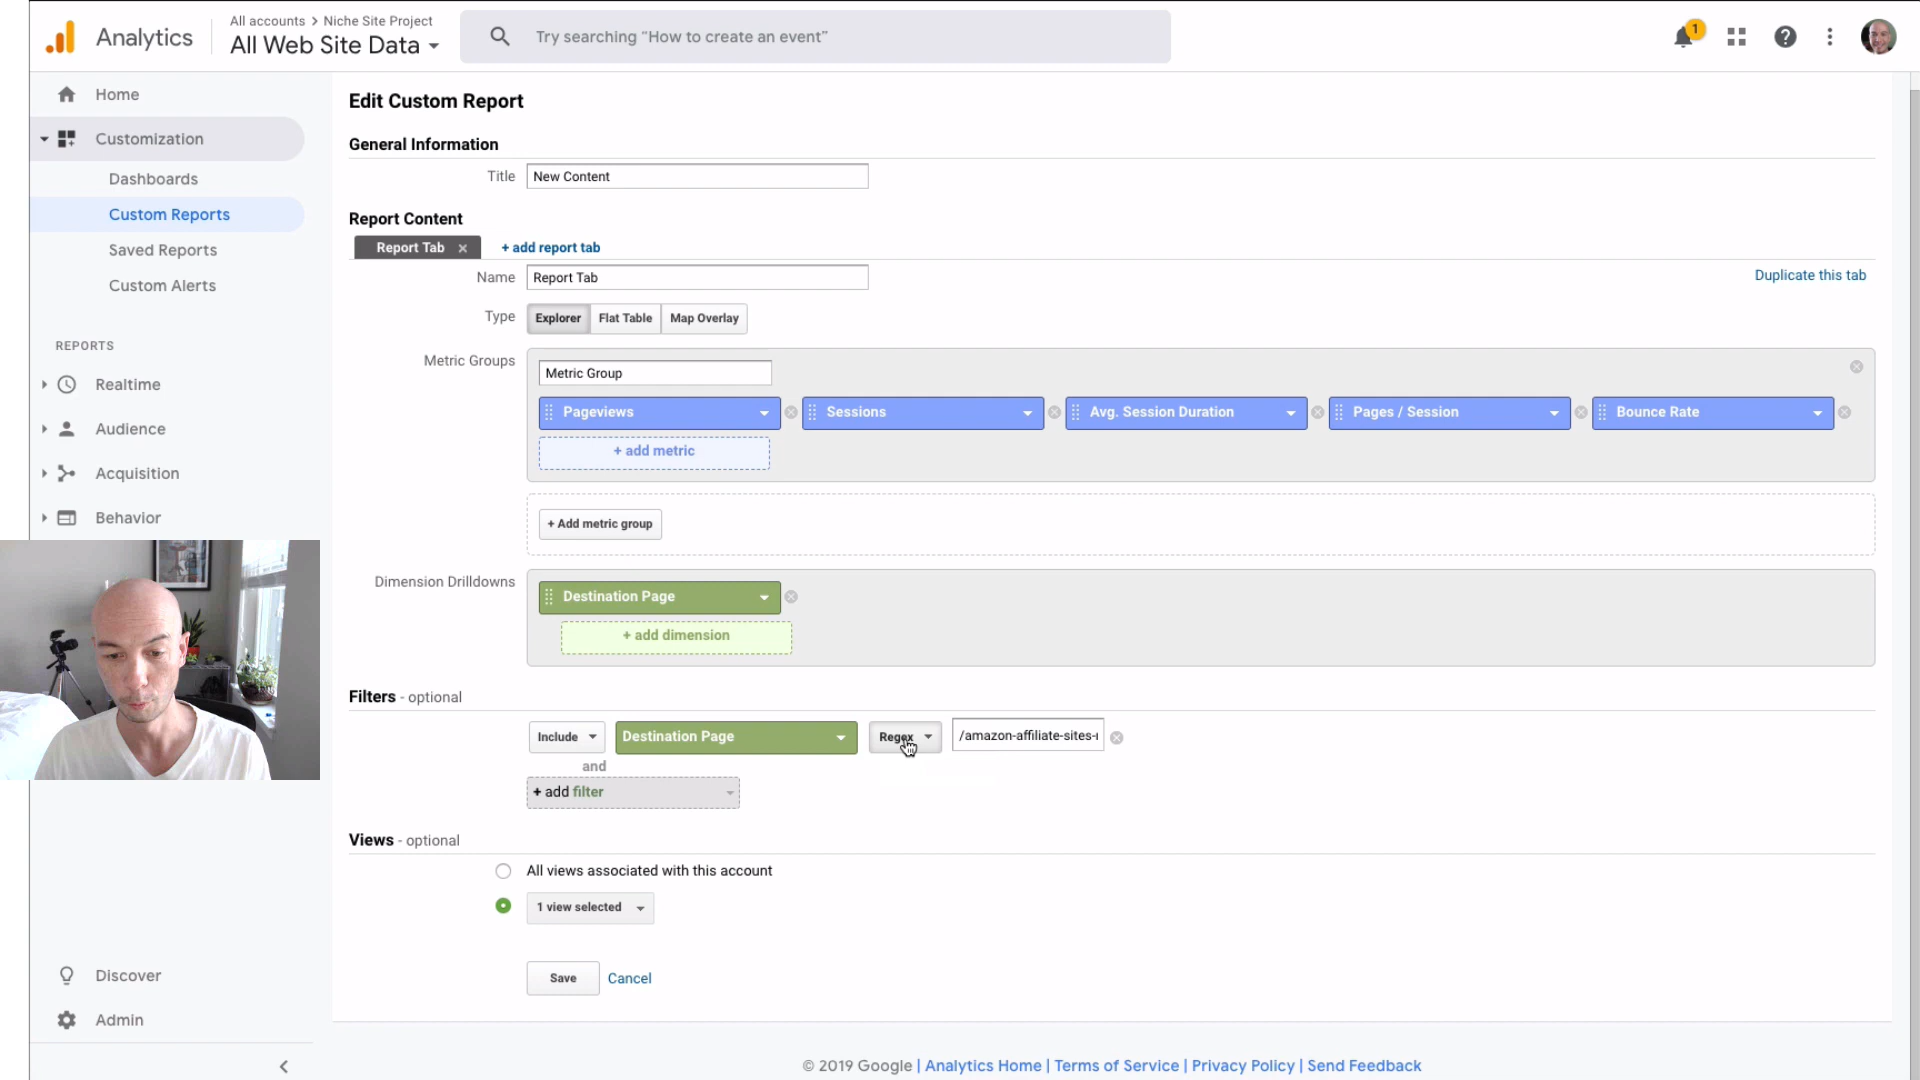 Analytics
All accounts > Niche Site Project
All Web Site Data
Try searching “How to create an event”
1
Home
Customization
Dashboards
Custom Reports
Saved Reports
Custom Alerts
REPORTS
Realtime
Audience
Acquisition
Behavior
Discover
Admin
Edit Custom Report
General Information
Title New Content
Report Content
Report Tab x + add report tab
Name Report Tab
Duplicate this tab
Type Explorer Flat Table Map Overlay
Metric Groups
Metric Group
Pageviews Sessions Avg. Session Duration Pages / Session Bounce Rate
+ add metric
+ Add metric group
Dimension Drilldowns
Destination Page
+ add dimension
Filters - optional
Include Destination Page Regex /amazon-affiliate-sites-
and
+ add filter
Views - optional
All views associated with this account
1 view selected
Save Cancel
© 2019 Google | Analytics Home | Terms of Service | Privacy Policy | Send Feedback